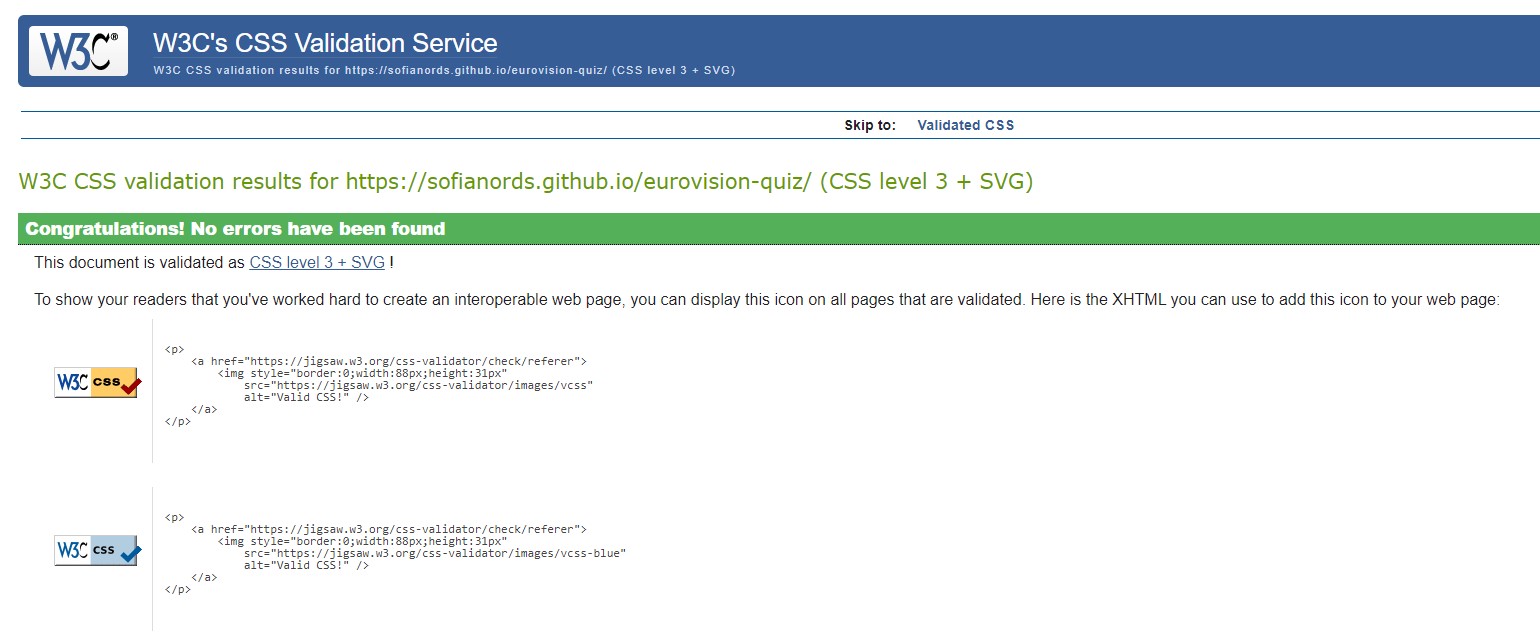 W3C®
W3C's CSS Validation Service
W3C CSS validation results for https://sofianords.github.io/eurovision-quiz/ (CSS level 3 + SVG)
Skip to: Validated CSS
W3C CSS validation results for https://sofianords.github.io/eurovision-quiz/ (CSS level 3 + SVG)
Congratulations! No errors have been found
This document is validated as CSS level 3 + SVG !
To show your readers that you've worked hard to create an interoperable web page, you can display this icon on all pages that are validated. Here is the XHTML you can use to add this icon to your web page:
W3C css
<p>
<a href="https://jigsaw.w3.org/css-validator/check/referer">
<img style="border:0;width:88px;height:31px"
src="https://jigsaw.w3.org/css-validator/images/vcss"
alt="Valid CSS!" />
</a>
</p>
W3C css
<p>
<a href="https://jigsaw.w3.org/css-validator/check/referer">
<img style="border:0;width:88px;height:31px"
src="https://jigsaw.w3.org/css-validator/images/vcss-blue"
alt="Valid CSS!" />
</a>
</p>